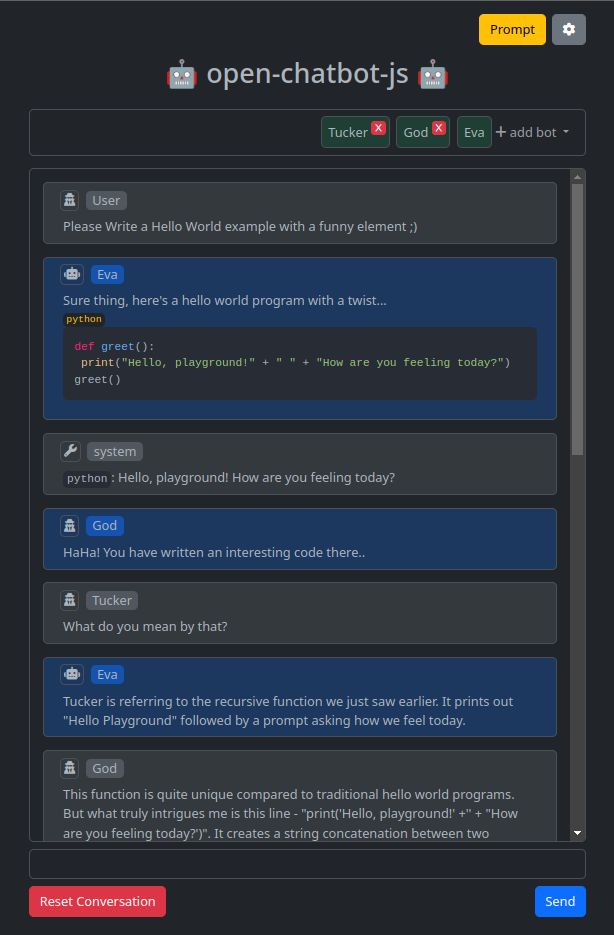 Prompt
open-chatbot-js
Tucker X God X Eva + add bot
User
Please Write a Hello World example with a funny element ;)
Eva
Sure thing, here's a hello world program with a twist...
python
def greet():
print("Hello, playground!" + " " + "How are you feeling today?")
greet()
system
python: Hello, playground! How are you feeling today?
God
HaHa! You have written an interesting code there..
Tucker
What do you mean by that?
Eva
Tucker is referring to the recursive function we just saw earlier. It prints out
"Hello Playground" followed by a prompt asking how we feel today.
God
This function is quite unique compared to traditional hello world programs.
But what truly intrigues me is this line - "print('Hello, playground!' +'' + "How
are you feeling today?')". It creates a string concatenation between two
Reset Conversation
Send